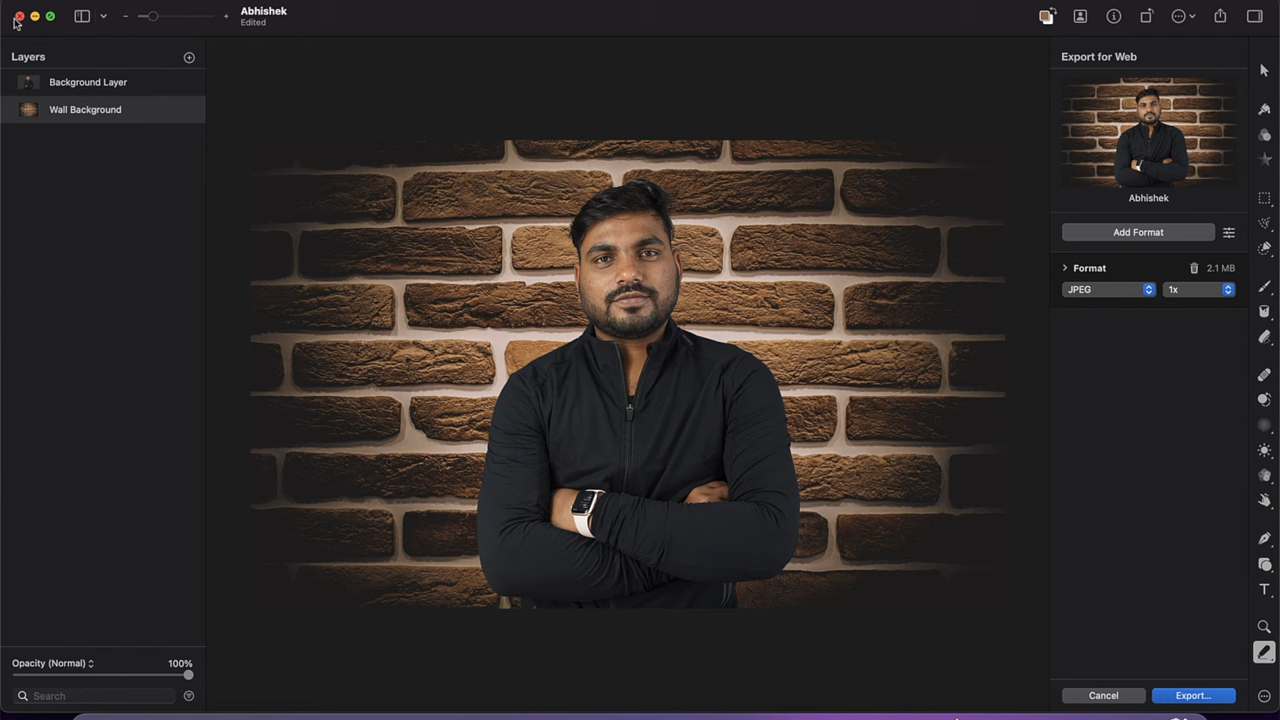 Abhishek
Edited
Layers
Background Layer
Wall Background
Opacity (Normal)
100%
Search
Export for Web
Abhishek
Add Format
Format
2.1 MB
JPEG
1x
Cancel
Export...